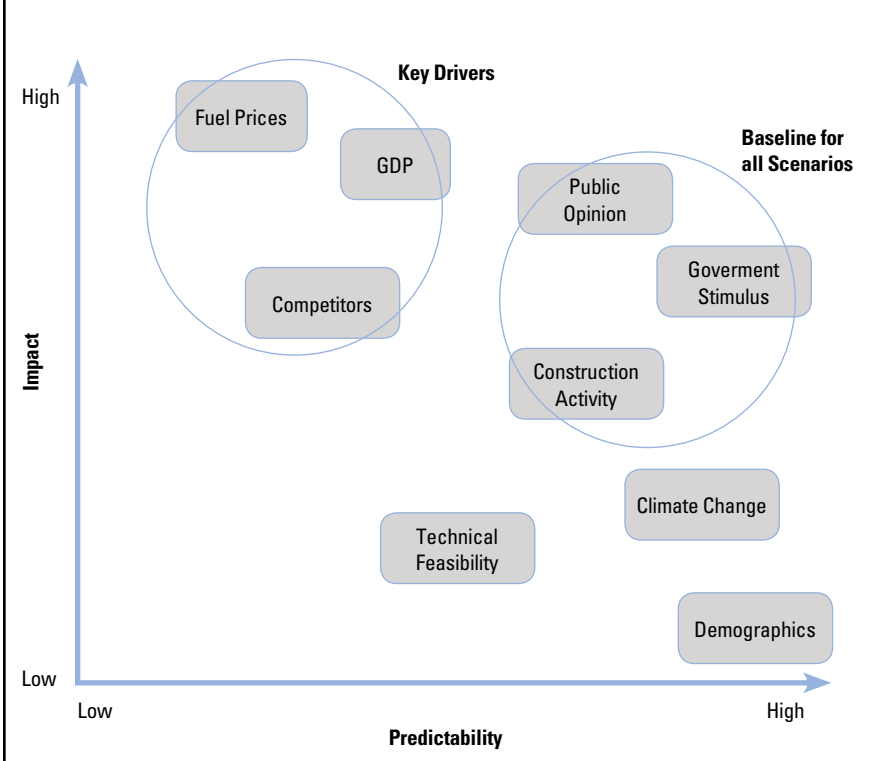 Key Drivers
High
Fuel Prices
Baseline for
all Scenarios
GDP
Public
Opinion
Goverment
Stimulus
Competitors
Impact
Construction
Activity
Climate Change
Technical
Feasibility
Demographics
Low
Low
High
Predictability